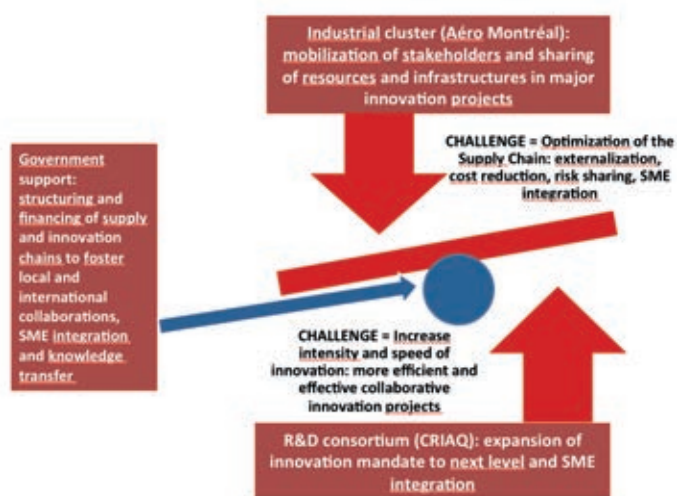 Industrial cluster (Aéro Montréal):
mobilization of stakeholders and sharing
of resources and infrastructures in major
innovation projects
CHALLENGE = Optimization of the
Supply Chain: externalization,
cost reduction, risk sharing, SME
integration
Government
support:
structuring and
financing of supply
and innovation
chains to foster
local and
international
collaborations,
SME integration
and knowledge
transfer
CHALLENGE = Increase
intensity and speed of
innovation: more efficient and
effective collaborative
innovation projects
R&D consortium (CRIAQ): expansion of
innovation mandate to next level and SME
integration